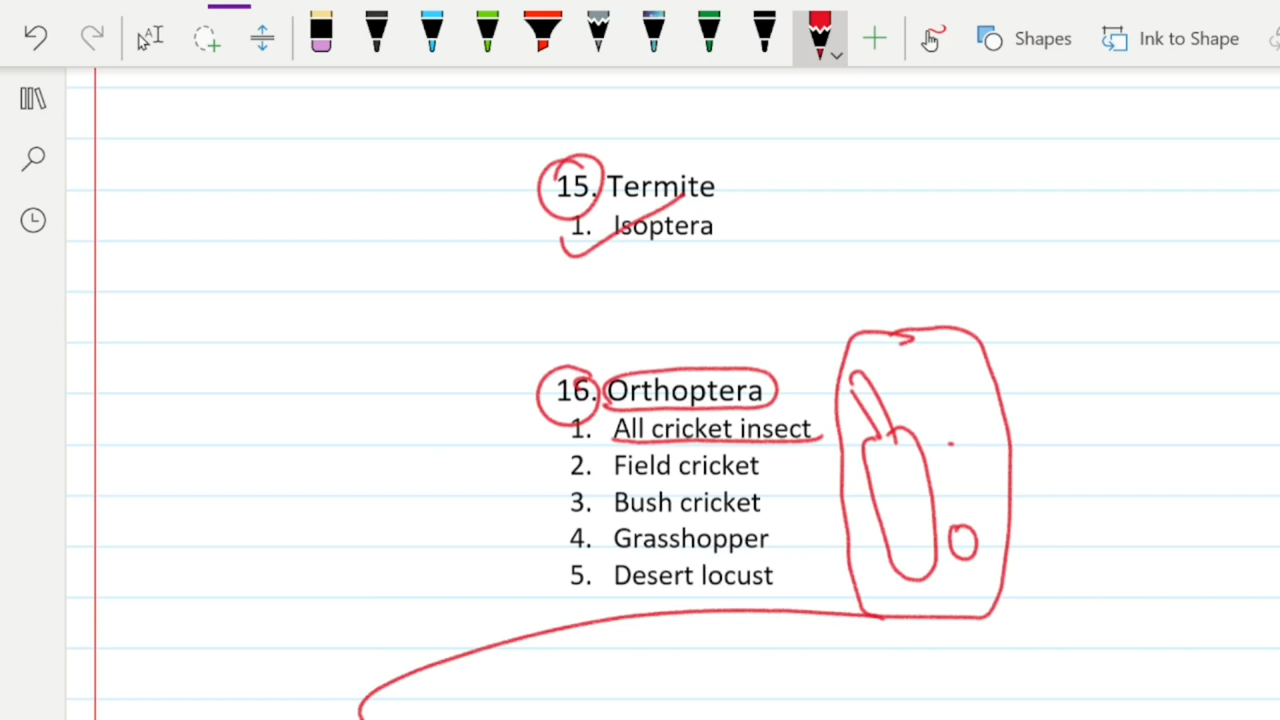 Shapes
Ink to Shape
15. Termite
1. Isoptera
16. Orthoptera
1. All cricket insect
2. Field cricket
3. Bush cricket
4. Grasshopper
5. Desert locust